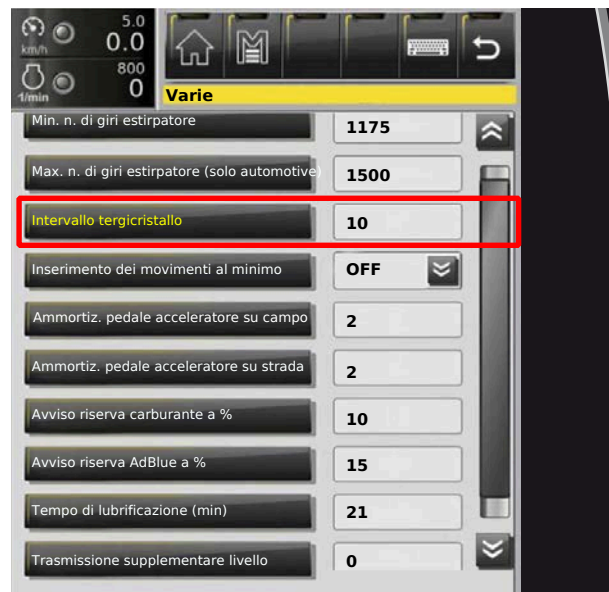 5.0
km/h 0.0
800
1/min 0
Varie
Min. n. di giri estirpatore 1175
Max. n. di giri estirpatore (solo automotive) 1500
Intervallo tergicristallo 10
Inserimento dei movimenti al minimo OFF
Ammortiz. pedale acceleratore su campo 2
Ammortiz. pedale acceleratore su strada 2
Avviso riserva carburante a % 10
Avviso riserva AdBlue a % 15
Tempo di lubrificazione (min) 21
Trasmissione supplementare livello 0